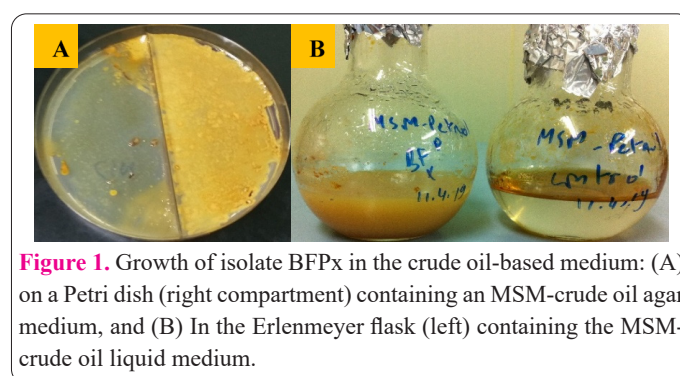 A
B
MSM-Petrol
BF
x
11.4.19
MSM
MSM-Petrol
control
Figure 1. Growth of isolate BFPx in the crude oil-based medium: (A)
on a Petri dish (right compartment) containing an MSM-crude oil agar
medium, and (B) In the Erlenmeyer flask (left) containing the MSM-
crude oil liquid medium.